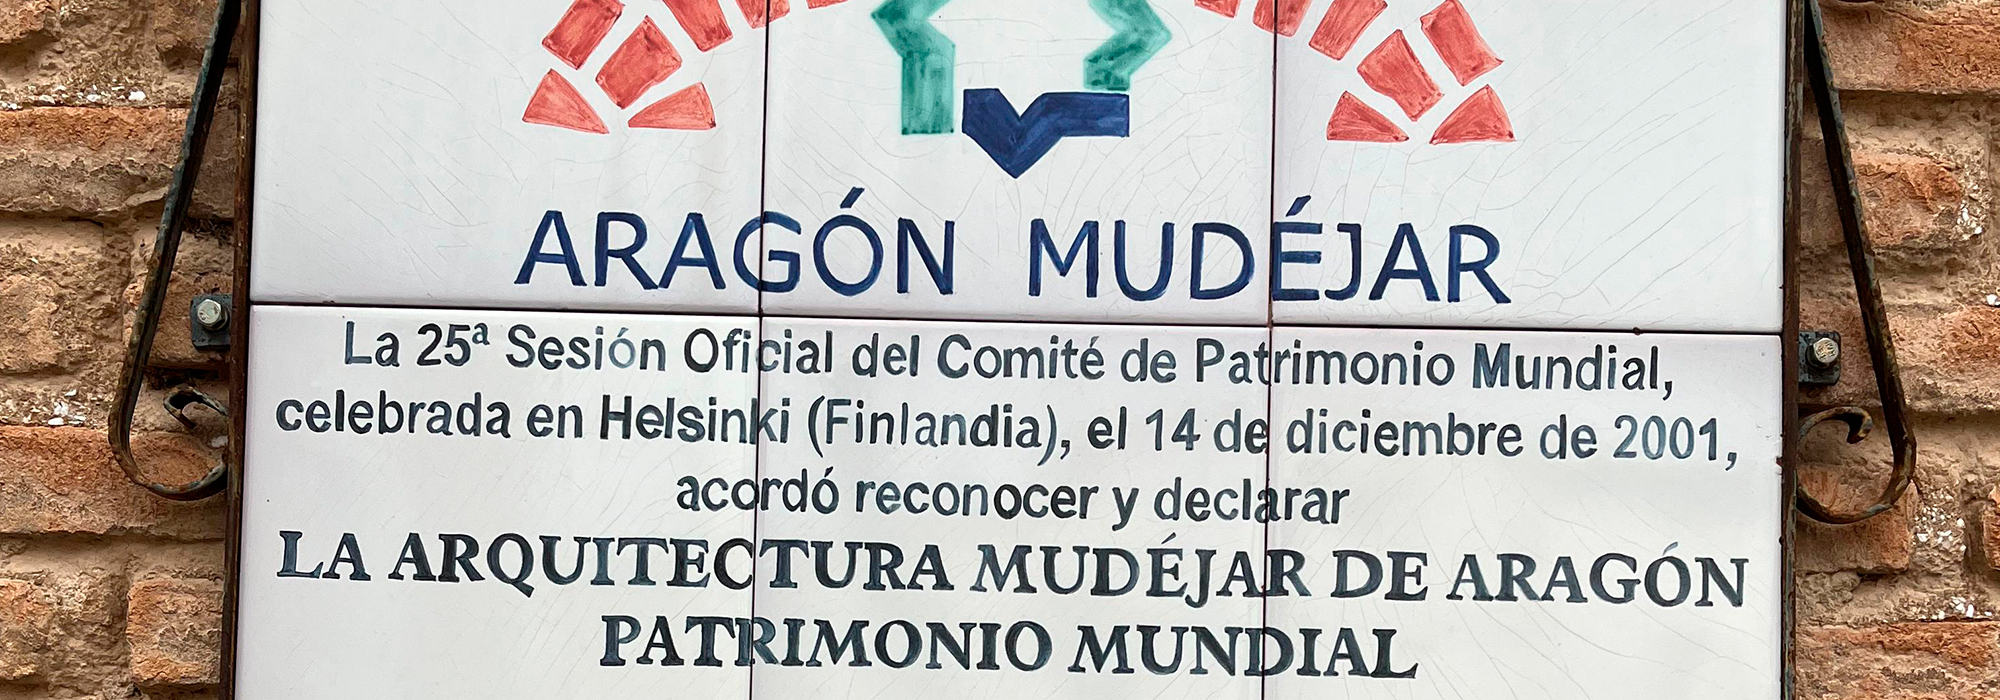 ARAGÓN MUDÉJAR
La 25ª Sesión Oficial del Comité de Patrimonio Mundial,
celebrada en Helsinki (Finlandia), el 14 de diciembre de 2001,
acordó reconocer y declarar
LA ARQUITECTURA MUDÉJAR DE ARAGÓN
PATRIMONIO MUNDIAL